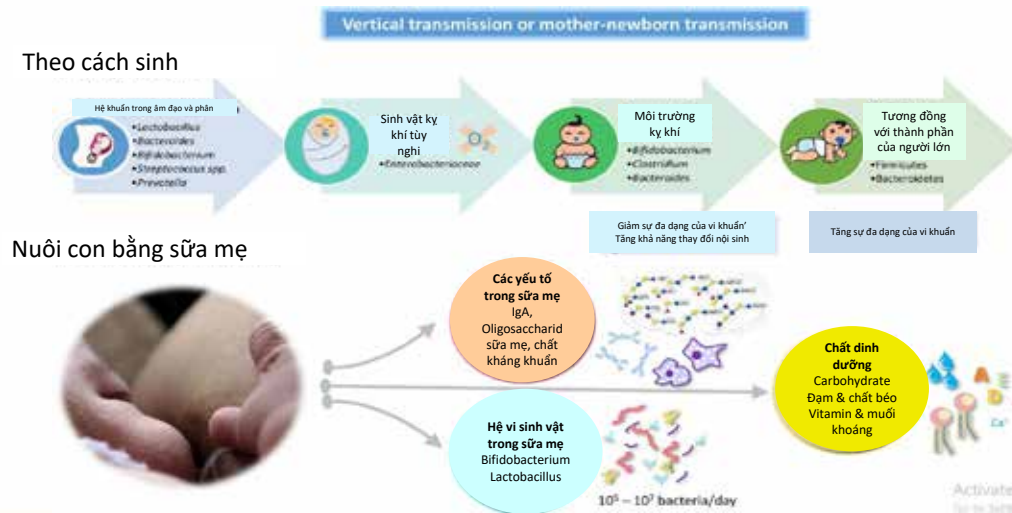 Vertical transmission or mother-newborn transmission
Theo cách sinh
Hệ khuẩn trong âm đạo và phân
•Lactobacillus
•Bacteroides
•Bifidobacterium
•Streptococcus spp.
•Prevotella
Sinh vật kỵ
khí tùy
nghi
O₂
•Enterobacteriaceae
Môi trường
kỵ khí
•Bifidobacterium
•Clostridium
•Bacteroides
Tương đồng
với thành phần
của người lớn
•Firmicutes
•Bacteroidetes
Giảm sự đa dạng của vi khuẩn'
Tăng khả năng thay đổi nội sinh
Tăng sự đa dạng của vi khuẩn
Nuôi con bằng sữa mẹ
Các yếu tố
trong sữa mẹ
IgA,
Oligosaccharid
sữa mẹ, chất
kháng khuẩn
Chất dinh
dưỡng
Carbohydrate
Đạm & chất béo
Vitamin & muối
khoáng
A E
D
Ca⁺
Hệ vi sinh vật
trong sữa mẹ
Bifidobacterium
Lactobacillus
10⁵ – 10⁷ bacteria/day
Activate